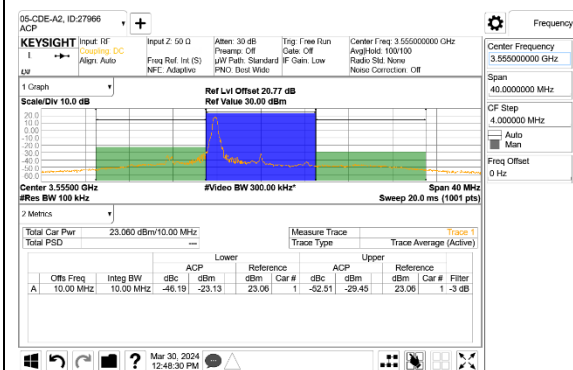 05-CDE-A2, ID:27966
ACP
Frequency
KEYSIGHT
L
Input: RF
Coupling: DC
Align: Auto
Input Z: 50 Ω
Freq Ref: Int (S)
NFE: Adaptive
Atten: 30 dB
Preamp: Off
µW Path: Standard
PNO: Best Wide
Trig: Free Run
Gate: Off
IF Gain: Low
Center Freq: 3.555000000 GHz
Avg|Hold: 100/100
Radio Std: None
Noise Correction: Off
Center Frequency
3.555000000 GHz
Span
40.0000000 MHz
CF Step
4.000000 MHz
Auto
Man
Freq Offset
0 Hz
1 Graph
Scale/Div 10.0 dB
Ref Lvl Offset 20.77 dB
Ref Value 30.00 dBm
20.0
10.0
0.00
-10.0
-20.0
-30.0
-40.0
-50.0
-60.0
Center 3.55500 GHz
#Res BW 100 kHz
#Video BW 300.00 kHz*
Span 40 MHz
Sweep 20.0 ms (1001 pts)
2 Metrics
Total Car Pwr 23.060 dBm/10.00 MHz Measure Trace Trace 1
Total PSD --- Trace Type Trace Average (Active)
Lower Upper
ACP Reference ACP Reference
Offs Freq Integ BW dBc dBm dBm Car # dBc dBm dBm Car # Filter
A 10.00 MHz 10.00 MHz -46.19 -23.13 23.06 1 -52.51 -29.45 23.06 1 -3 dB
Mar 30, 2024
12:48:30 PM